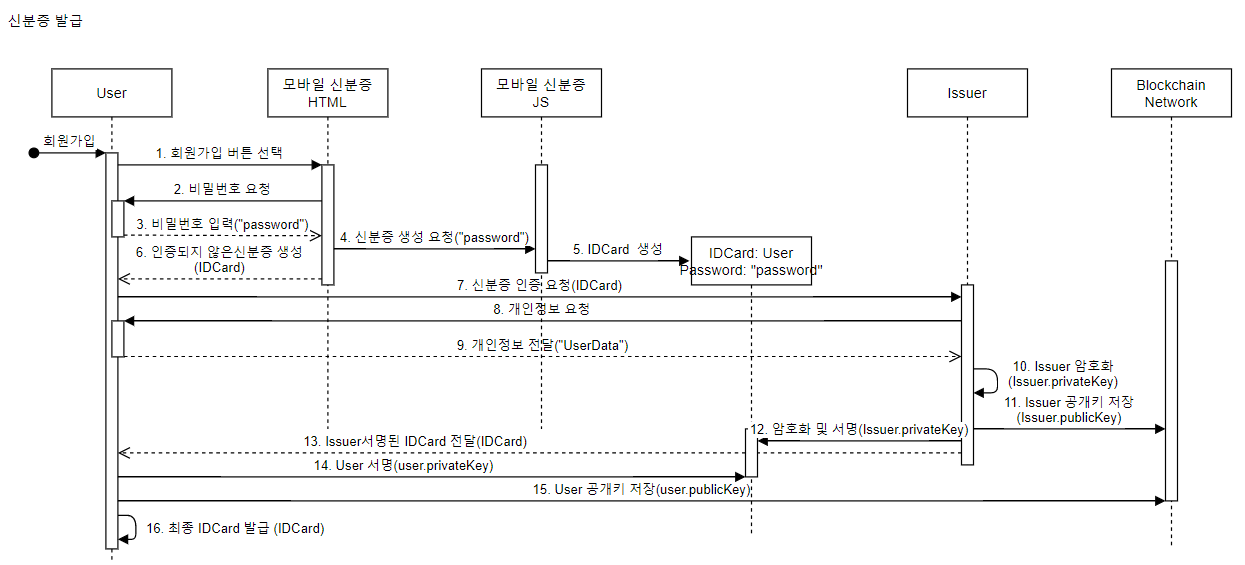 신분증 발급
User
모바일 신분증
HTML
모바일 신분증
JS
Issuer
Blockchain
Network
회원가입
1. 회원가입 버튼 선택
2. 비밀번호 요청
3. 비밀번호 입력("password")
4. 신분증 생성 요청("password")
5. IDCard 생성
IDCard: User
Password: "password"
6. 인증되지 않은신분증 생성
(IDCard)
7. 신분증 인증 요청(IDCard)
8. 개인정보 요청
9. 개인정보 전달("UserData")
10. Issuer 암호화
(Issuer.privateKey)
11. Issuer 공개키 저장
(Issuer.publicKey)
12. 암호화 및 서명(Issuer.privateKey)
13. Issuer서명된 IDCard 전달(IDCard)
14. User 서명(user.privateKey)
15. User 공개키 저장(user.publicKey)
16. 최종 IDCard 발급 (IDCard)